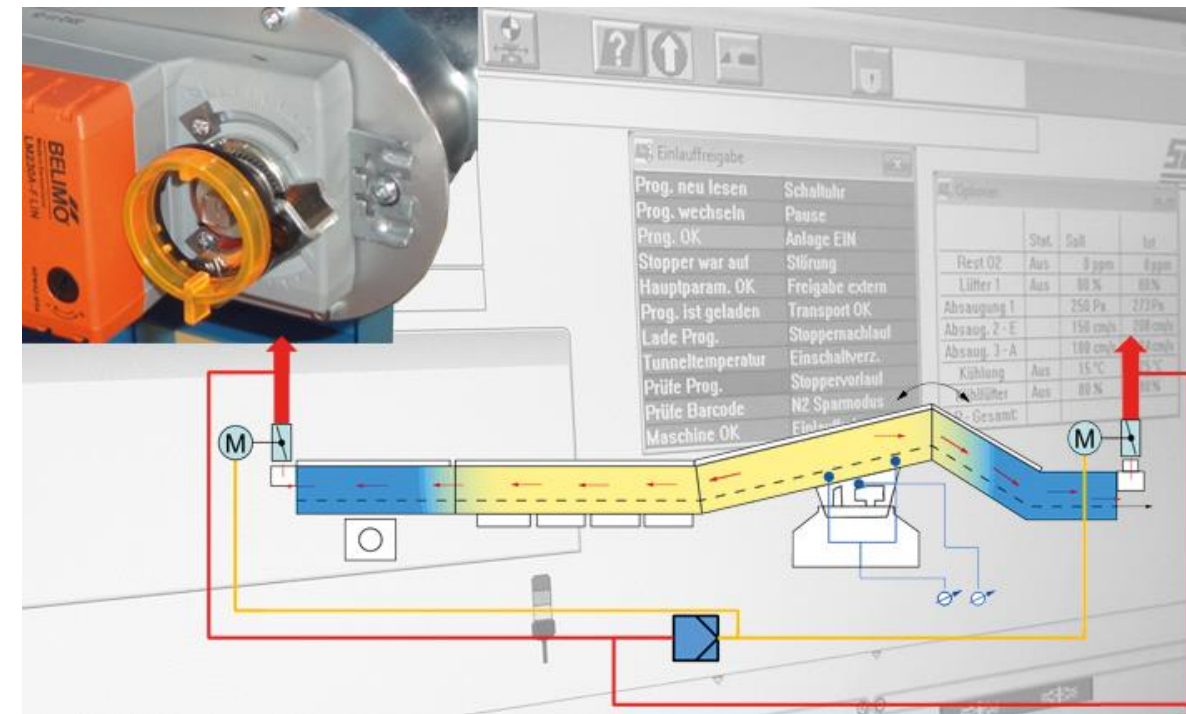 BELIMO
LM230A-F LIN
?
Einlauffreigabe
Prog. neu lesen Schaltuhr
Prog. wechseln Pause
Prog. OK Anlage EIN
Stopper war auf Störung
Hauptparam. OK Freigabe extern
Prog. ist geladen Transport OK
Lade Prog. Stoppernachlauf
Tunneltemperatur Einschaltverz.
Prüfe Prog. Stoppervorlauf
Prüfe Barcode N2 Sparmodus
Maschine OK
Optionen
Stat. Soll Ist
Rest O2 Aus 0 ppm 0 ppm
Lüfter 1 Aus 80 % 80 %
Absaugung 1 250 Pa 273 Pa
Absaug. 2 - E 150 cm/s 208 cm/s
Absaug. 3 - A 100 cm/s
Kühlung Aus 15 °C
Aus 80 %
M
M